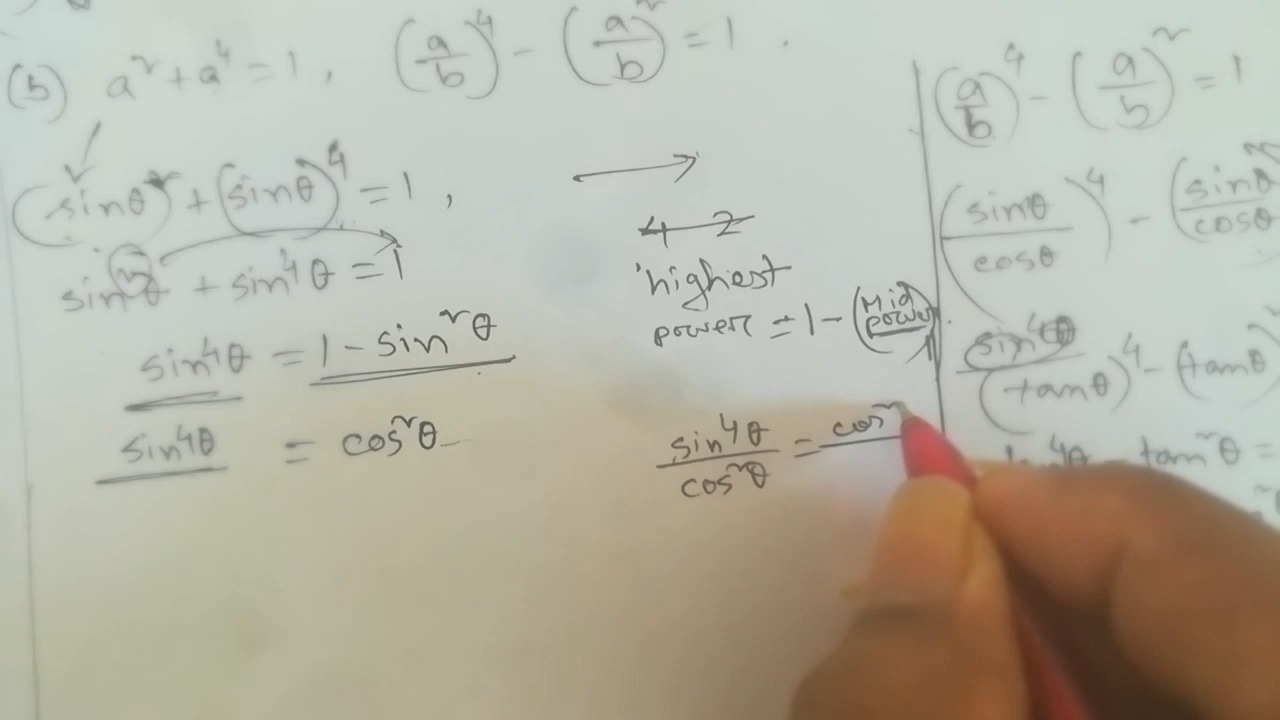 (b) a² + a⁴ = 1 , (a/b)⁴ - (a/b)² = 1 .
(sinθ)² + (sinθ)⁴ = 1 ,
sin²θ + sin⁴θ = 1
sin⁴θ = 1 - sin²θ
sin⁴θ = cos²θ
4 2
highest
power = 1 - (Mid power)
sin⁴θ/cos²θ = cos²
(a/b)⁴ - (a/b)² = 1
(sinθ/cosθ)⁴ - (sinθ/cosθ
(tanθ)⁴ - (tanθ)
tan²θ =